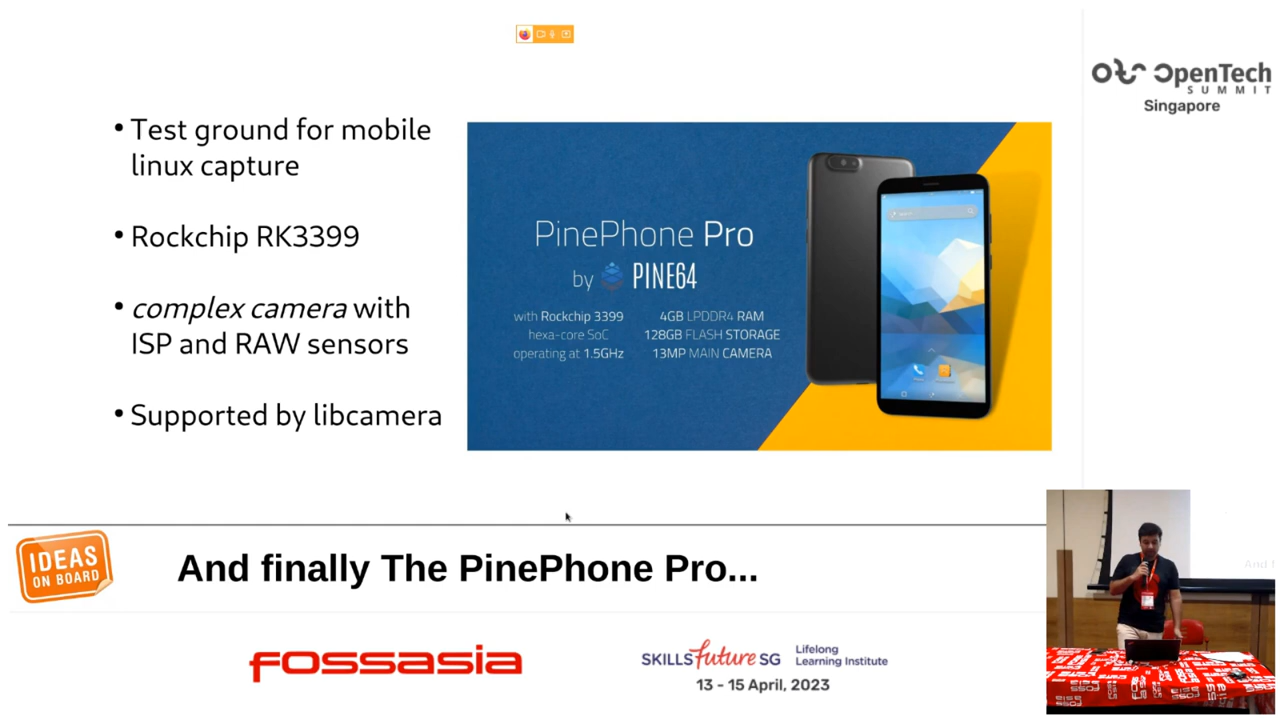 OpenTech
SUMMIT
Singapore
• Test ground for mobile
linux capture
• Rockchip RK3399
• complex camera with
ISP and RAW sensors
• Supported by libcamera
PinePhone Pro
by PINE64
with Rockchip 3399
hexa-core SoC
operating at 1.5GHz
4GB LPDDR4 RAM
128GB FLASH STORAGE
13MP MAIN CAMERA
IDEAS
ON BOARD
And finally The PinePhone Pro...
FOSSASIA
SKILLS future SG
Lifelong
Learning Institute
13 - 15 April, 2023